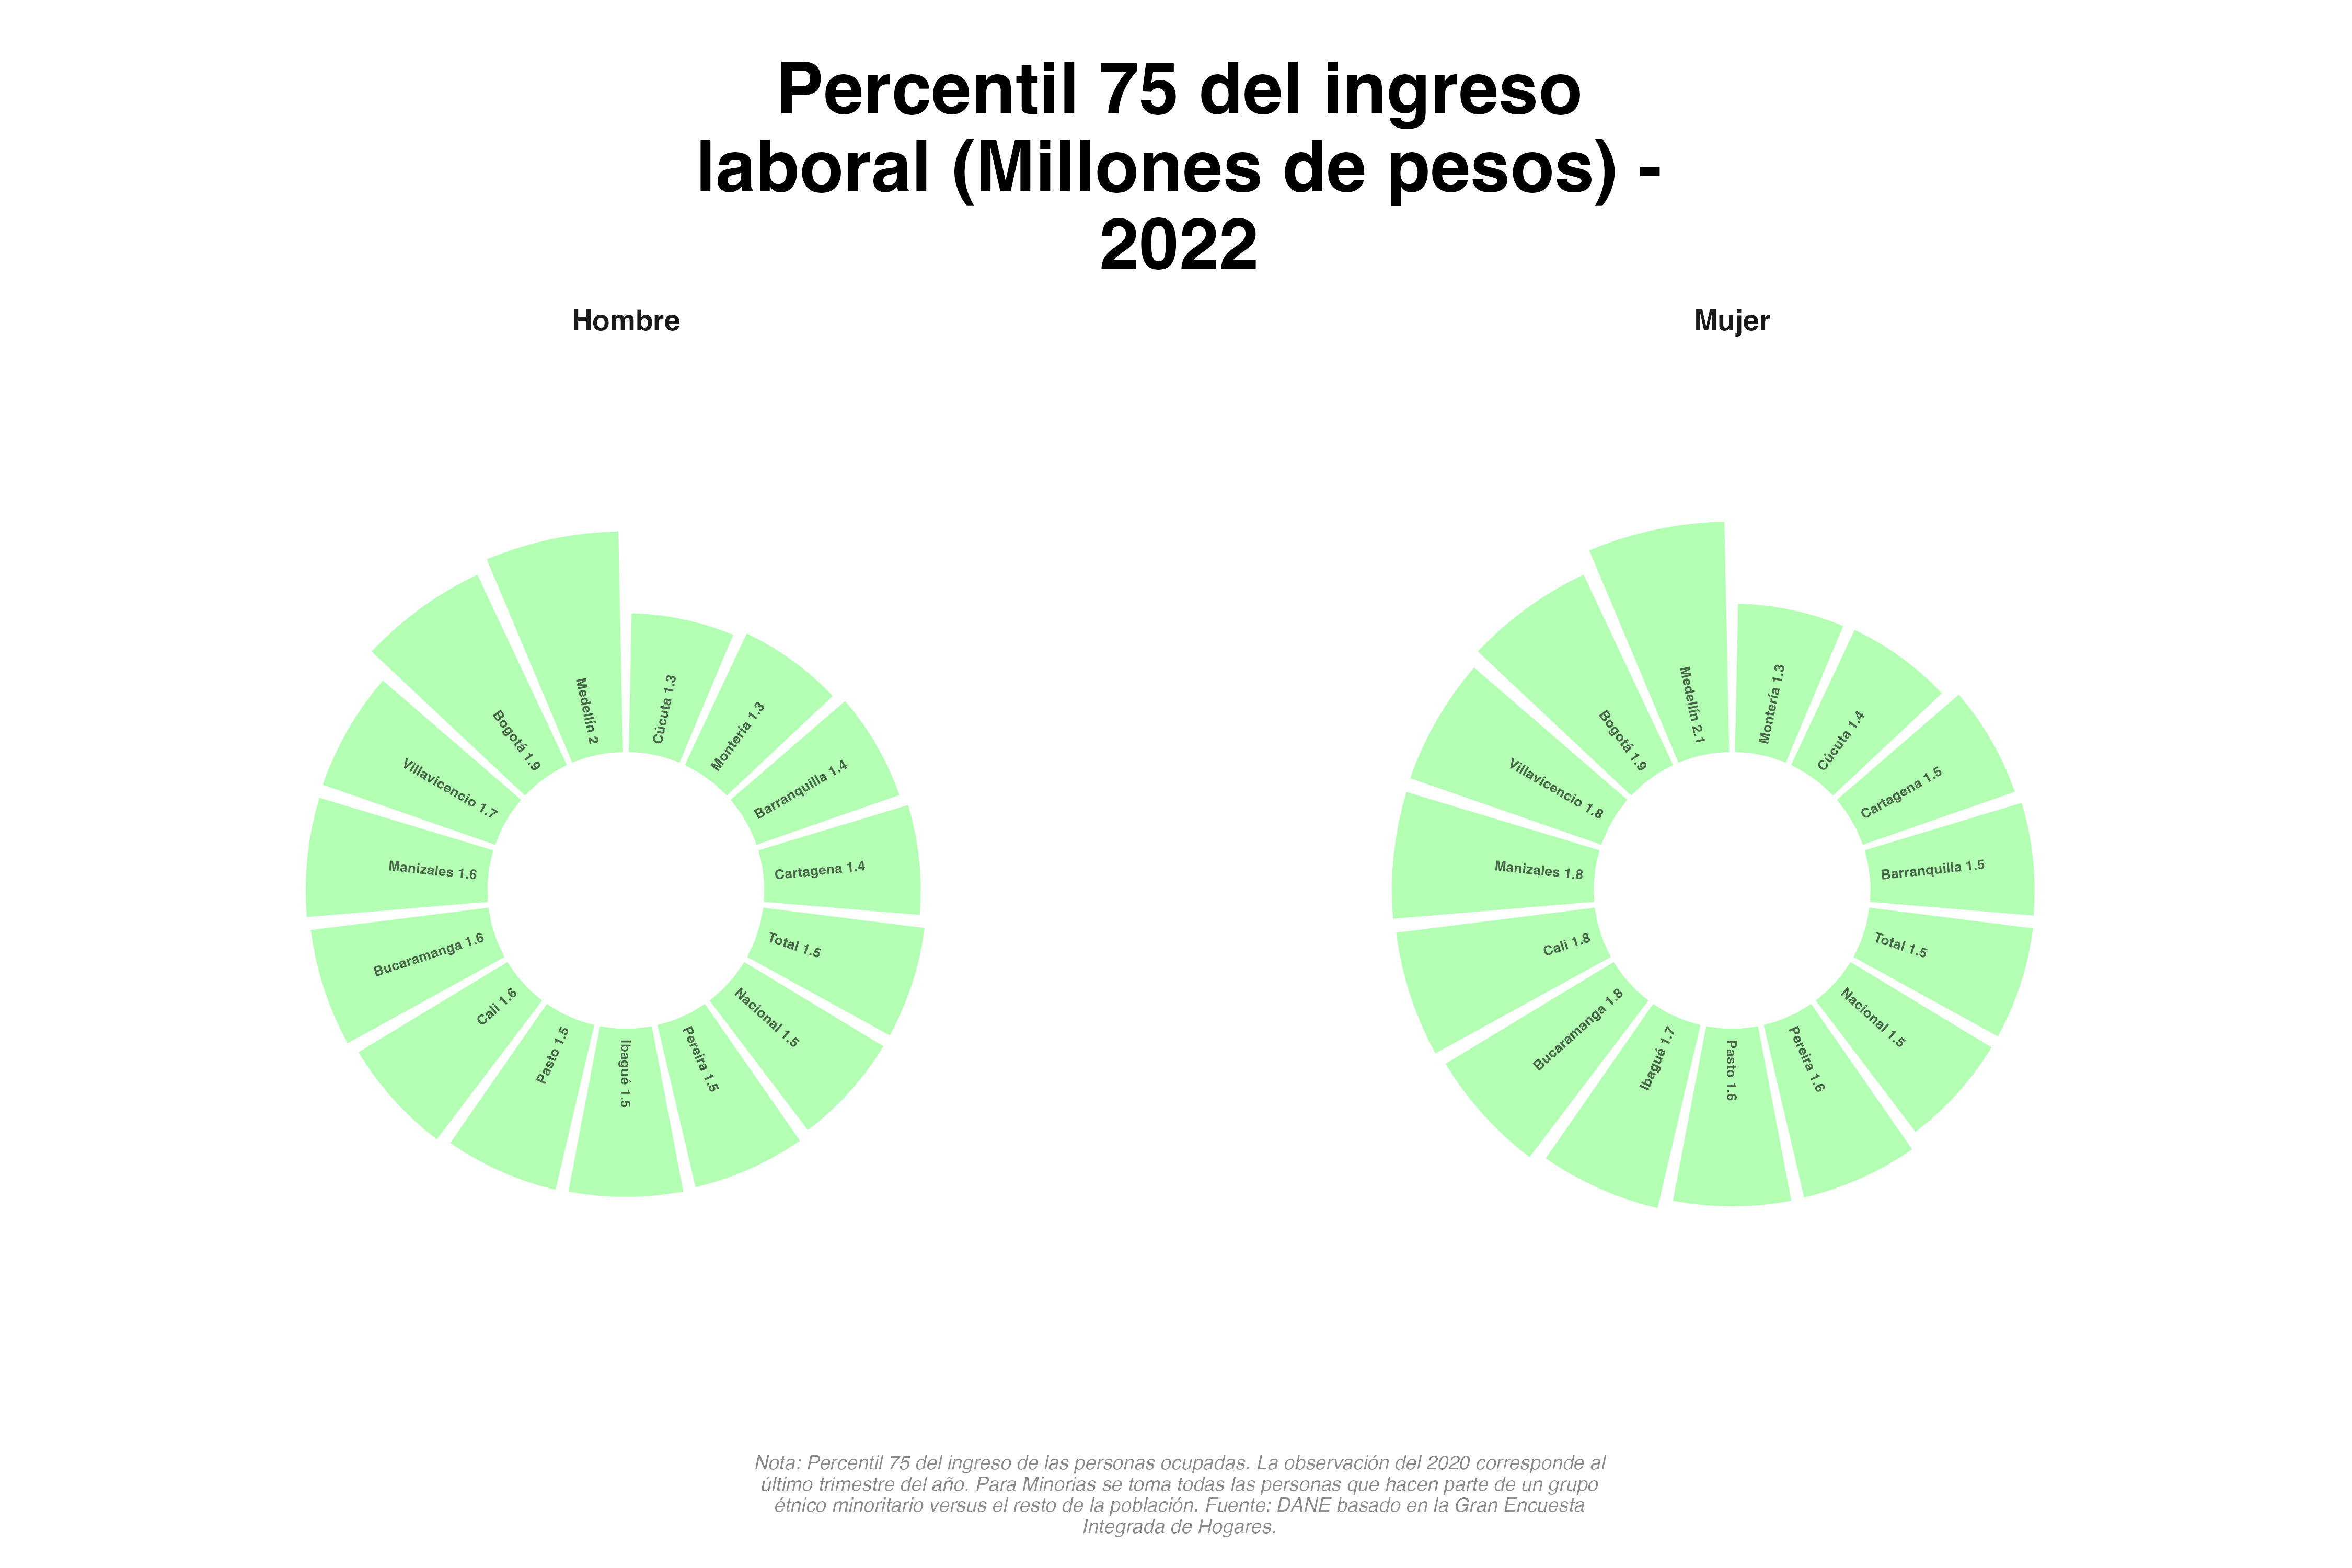 Percentil 75 del ingreso
laboral (Millones de pesos) -
2022
Hombre
Cúcuta 1.3
Montería 1.3
Barranquilla 1.4
Cartagena 1.4
Total 1.5
Nacional 1.5
Pereira 1.5
Ibagué 1.5
Pasto 1.5
Cali 1.6
Bucaramanga 1.6
Manizales 1.6
Villavicencio 1.7
Bogotá 1.9
Medellín 2
Mujer
Montería 1.3
Cúcuta 1.4
Cartagena 1.5
Barranquilla 1.5
Total 1.5
Nacional 1.5
Pereira 1.6
Pasto 1.6
Ibagué 1.7
Bucaramanga 1.8
Cali 1.8
Manizales 1.8
Villavicencio 1.8
Bogotá 1.9
Medellín 2.1
Nota: Percentil 75 del ingreso de las personas ocupadas. La observación del 2020 corresponde al
último trimestre del año. Para Minorias se toma todas las personas que hacen parte de un grupo
étnico minoritario versus el resto de la población. Fuente: DANE basado en la Gran Encuesta
Integrada de Hogares.